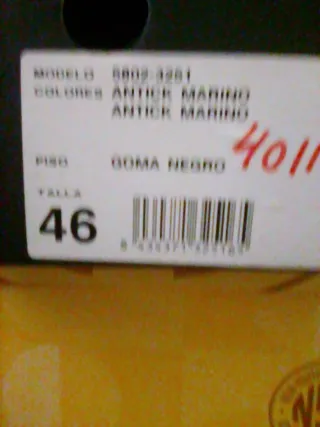 MODELO 5802-3251
COLORES ANTICK MARINO
ANTICK MARINO
4011
PISO GOMA NEGRO
TALLA
46